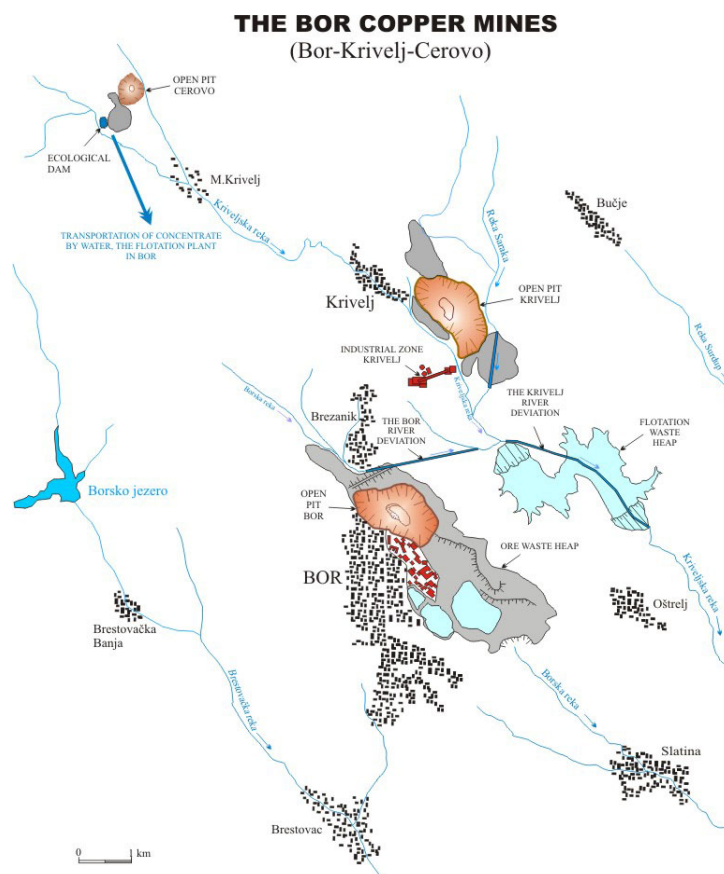 THE BOR COPPER MINES
(Bor-Krivelj-Cerovo)
OPEN PIT
CEROVO
ECOLOGICAL
DAM
M.Krivelj
TRANSPORTATION OF CONCENTRATE
BY WATER, THE FLOTATION PLANT
IN BOR
Kriveljska reka
Bučje
Reka Saraka
Krivelj
OPEN PIT
KRIVELJ
Reka Surdup
INDUSTRIAL ZONE
KRIVELJ
Kriveljska reka
Borska reka
Brezanik
THE BOR
RIVER
DEVIATION
THE KRIVELJ
RIVER
DEVIATION
FLOTATION
WASTE
HEAP
Borsko jezero
OPEN
PIT
BOR
BOR
ORE WASTE HEAP
Kriveljska reka
Oštrelj
Brestovačka
Banja
Brestovačka reka
Borska reka
Slatina
Brestovac
0 1 km